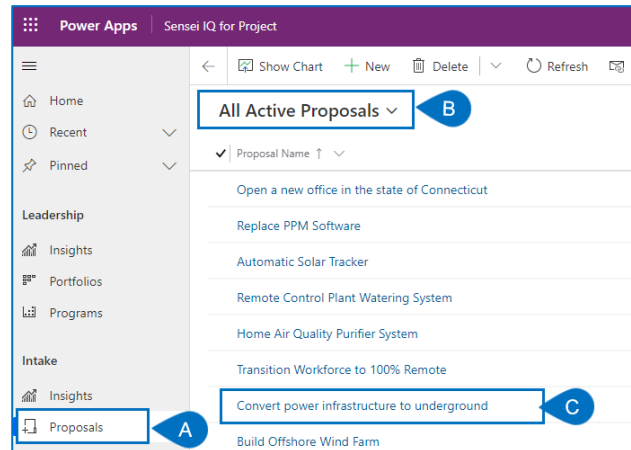 Power Apps Sensei IQ for Project
Show Chart New Delete Refresh
Home
Recent
Pinned
Leadership
Insights
Portfolios
Programs
Intake
Insights
Proposals
A
All Active Proposals
B
Proposal Name ↑
Open a new office in the state of Connecticut
Replace PPM Software
Automatic Solar Tracker
Remote Control Plant Watering System
Home Air Quality Purifier System
Transition Workforce to 100% Remote
Convert power infrastructure to underground
C
Build Offshore Wind Farm